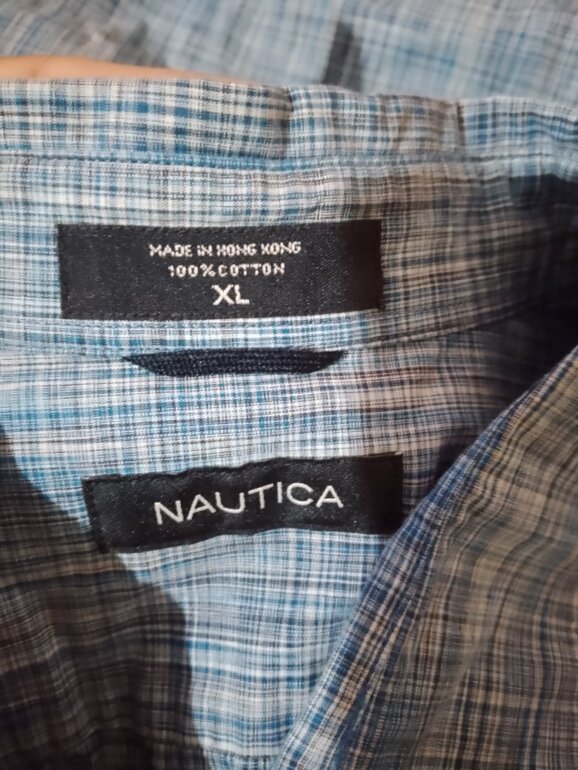 MADE IN HONG KONG
100% COTTON
XL
NAUTICA